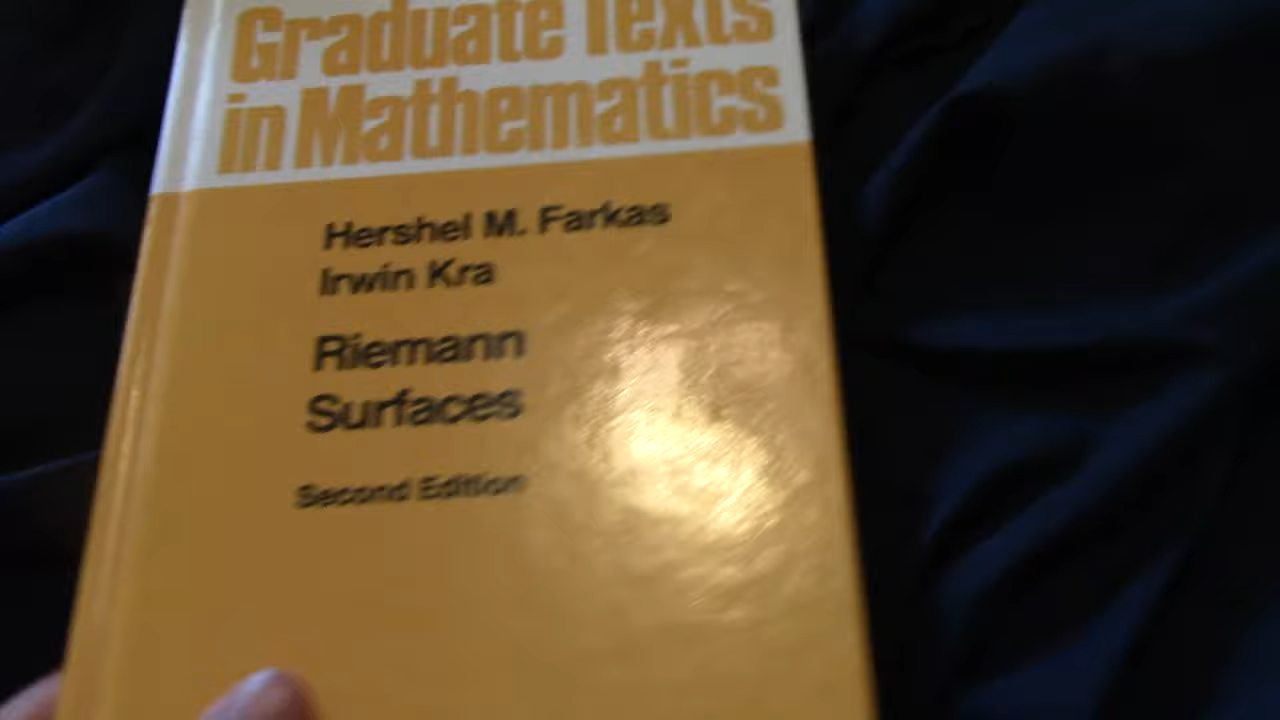 Graduate Texts
in Mathematics
Hershel M. Farkas
Irwin Kra
Riemann
Surfaces
Second Edition